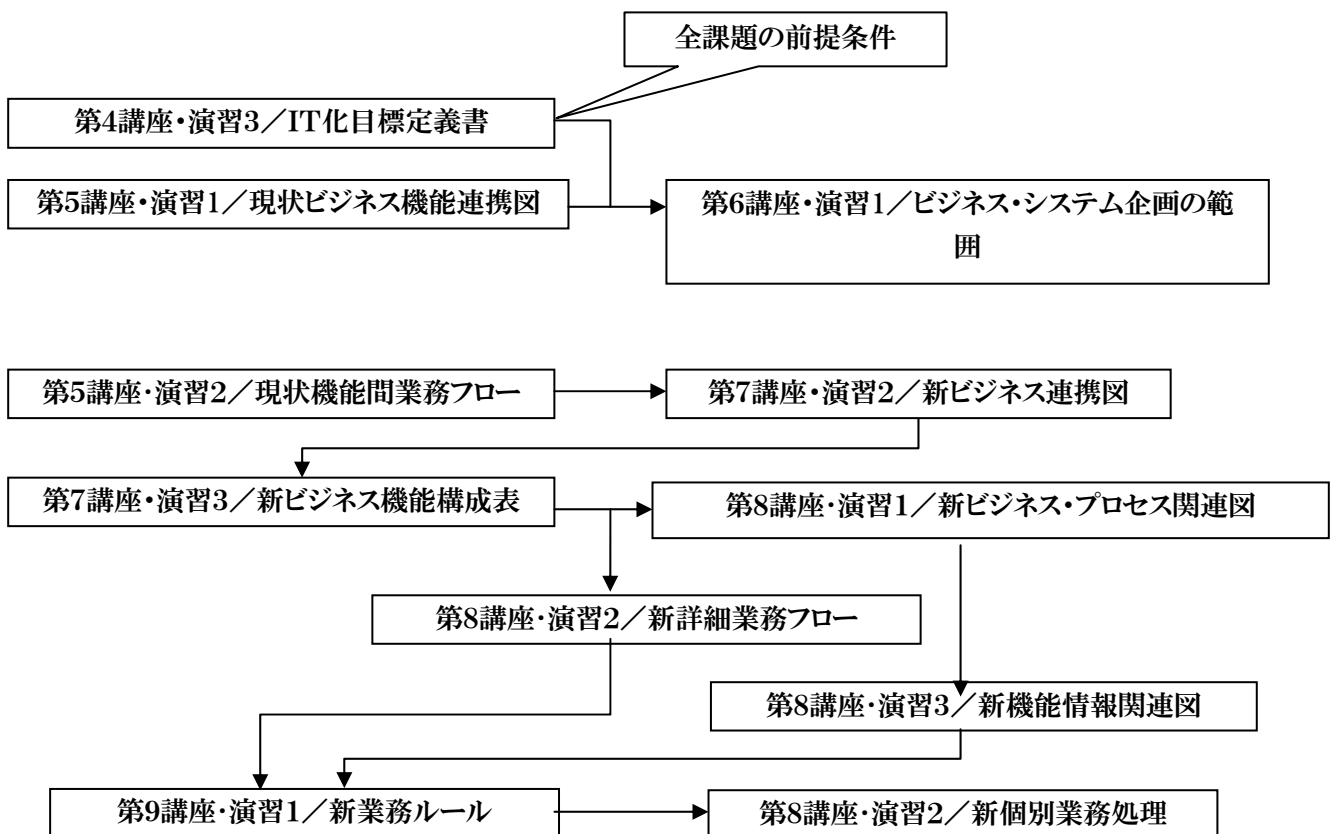 全課題の前提条件
第4講座・演習3／IT化目標定義書
第5講座・演習1／現状ビジネス機能連携図
第6講座・演習1／ビジネス・システム企画の範
囲
第5講座・演習2／現状機能間業務フロー
第7講座・演習2／新ビジネス連携図
第7講座・演習3／新ビジネス機能構成表
第8講座・演習1／新ビジネス・プロセス関連図
第8講座・演習2／新詳細業務フロー
第8講座・演習3／新機能情報関連図
第9講座・演習1／新業務ルール
第8講座・演習2／新個別業務処理